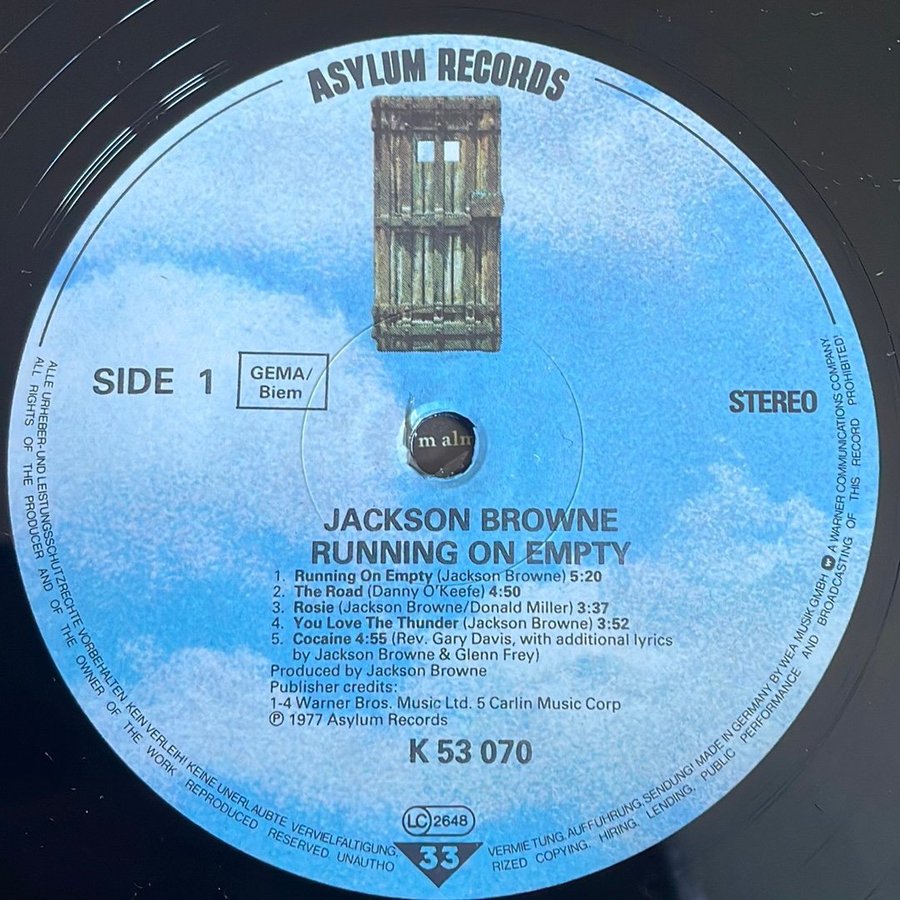 ASYLUM RECORDS
SIDE 1
GEMA/
Biem
STEREO
m alm
JACKSON BROWNE
RUNNING ON EMPTY
1. Running On Empty (Jackson Browne) 5:20
2. The Road (Danny O'Keefe) 4:50
3. Rosie (Jackson Browne/Donald Miller) 3:37
4. You Love The Thunder (Jackson Browne) 3:52
5. Cocaine 4:55 (Rev. Gary Davis, with additional lyrics
by Jackson Browne & Glenn Frey)
Produced by Jackson Browne
Publisher credits:
1-4 Warner Bros. Music Ltd. 5 Carlin Music Corp
℗ 1977 Asylum Records
K 53 070
LC 2648
33
ALLE URHEBER- UND LEISTUNGSSCHUTZRECHTE VORBEHALTEN KEIN VERLEIH! KEINE UNERLAUBTE VERVIELFÄLTIGUNG, VERMIETUNG, AUFFÜHRUNG, SENDUNG! MADE IN GERMANY BY WEA MUSIK GMBH W A WARNER COMMUNICATIONS COMPANY.
ALL RIGHTS OF THE PRODUCER AND OF THE OWNER OF THE WORK REPRODUCED RESERVED UNAUTHORIZED COPYING, HIRING, LENDING, PUBLIC PERFORMANCE AND BROADCASTING OF THIS RECORD PROHIBITED!